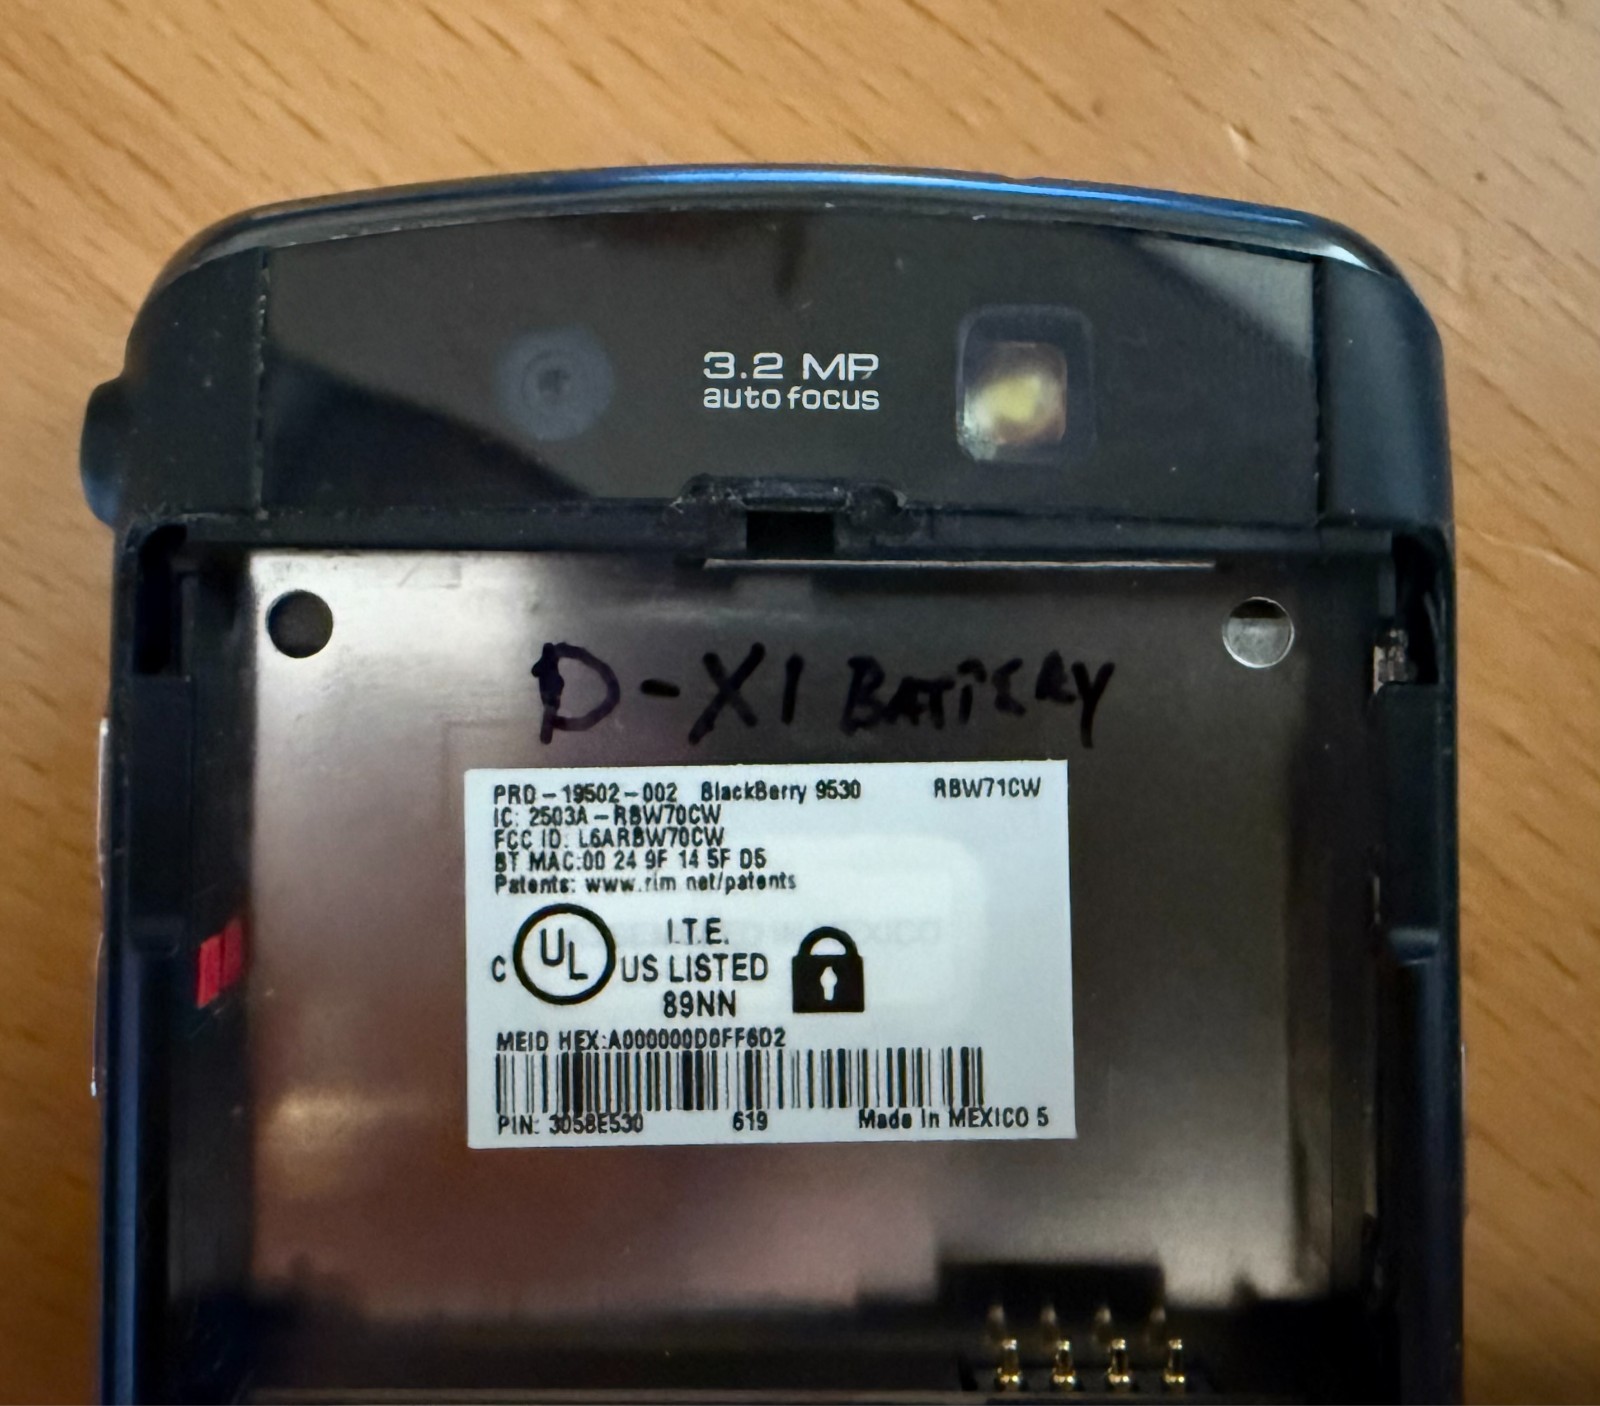 3.2 MP
auto focus
D-X1 BATTERY
PRD-19502-002 BlackBerry 9530 RBW71CW
IC: 2503A-RBW70CW
FCC ID: L6ARBW70CW
BT MAC:00 24 9F 14 5F D5
Patents: www.rim.net/patents
I.T.E.
C UL US LISTED
89NN
MEID HEX:A000000D0FF6D2
PIN: 3058E530 619 Made in MEXICO 5